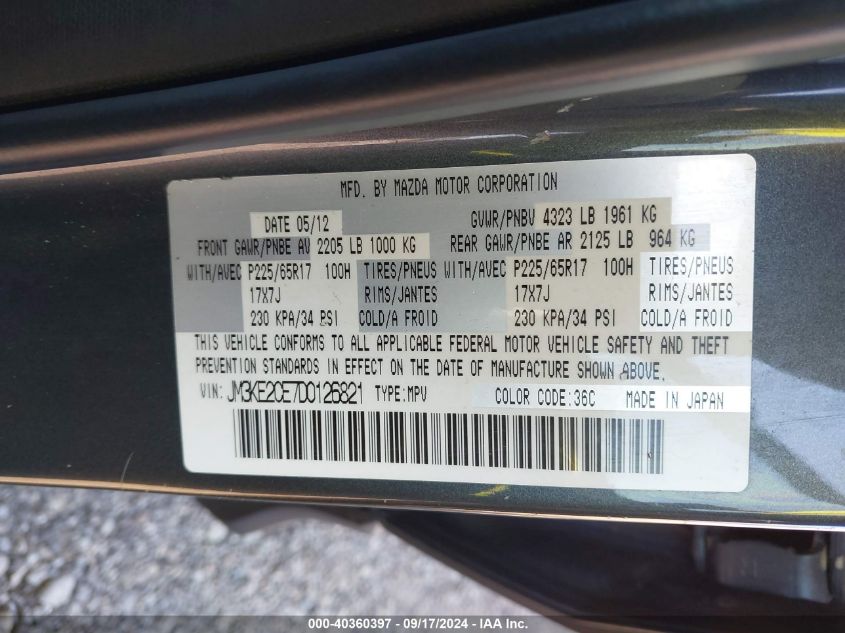 MFD. BY MAZDA MOTOR CORPORATION
DATE 05/12 GVWR/PNBV 4323 LB 1961 KG
FRONT GAWR/PNBE AV 2205 LB 1000 KG REAR GAWR/PNBE AR 2125 LB 964 KG
WITH/AVEC P225/65R17 100H TIRES/PNEUS WITH/AVEC P225/65R17 100H TIRES/PNEUS
17X7J RIMS/JANTES 17X7J RIMS/JANTES
230 KPA/34 PSI COLD/A FROID 230 KPA/34 PSI COLD/A FROID
THIS VEHICLE CONFORMS TO ALL APPLICABLE FEDERAL MOTOR VEHICLE SAFETY AND THEFT
PREVENTION STANDARDS IN EFFECT ON THE DATE OF MANUFACTURE SHOWN ABOVE.
VIN: JM3KE2CE7D0126821 TYPE:MPV COLOR CODE:36C MADE IN JAPAN
000-40360397 - 09/17/2024 - IAA Inc.